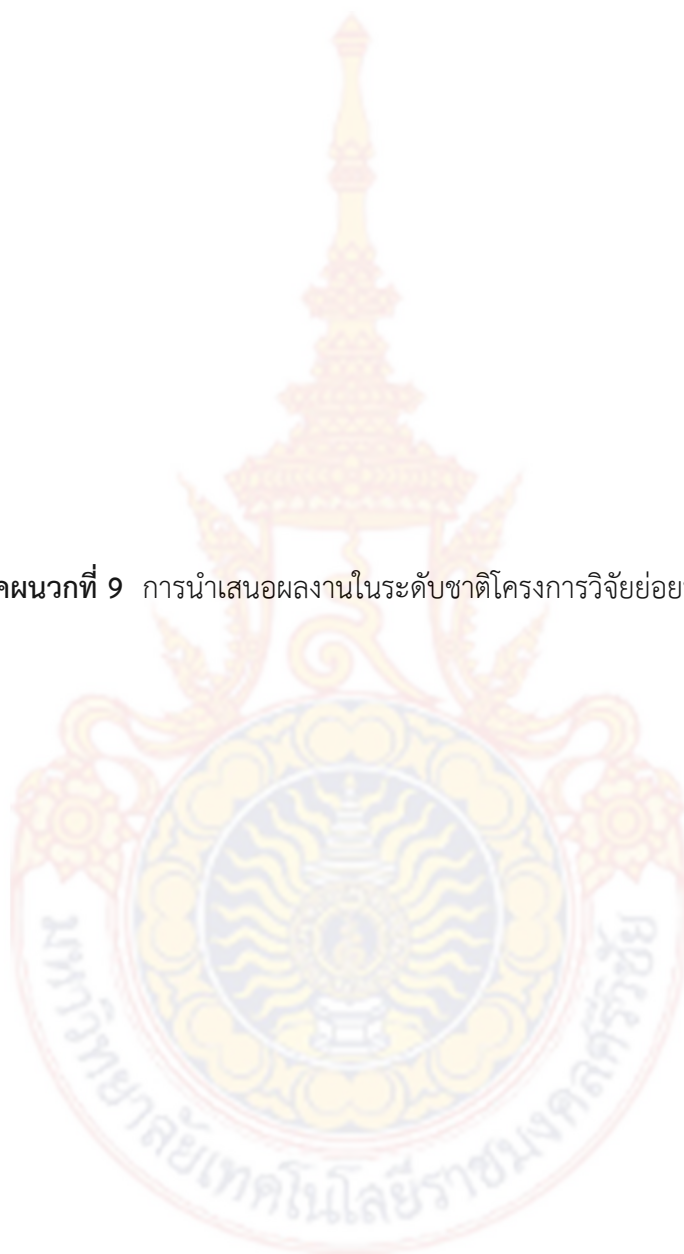 คผนวกที่ 9 การนำเสนอผลงานในระดับชาติโครงการวิจัยย่อย
มหาวิทยาลัยเทคโนโลยีราชมงคลศรีวิชัย